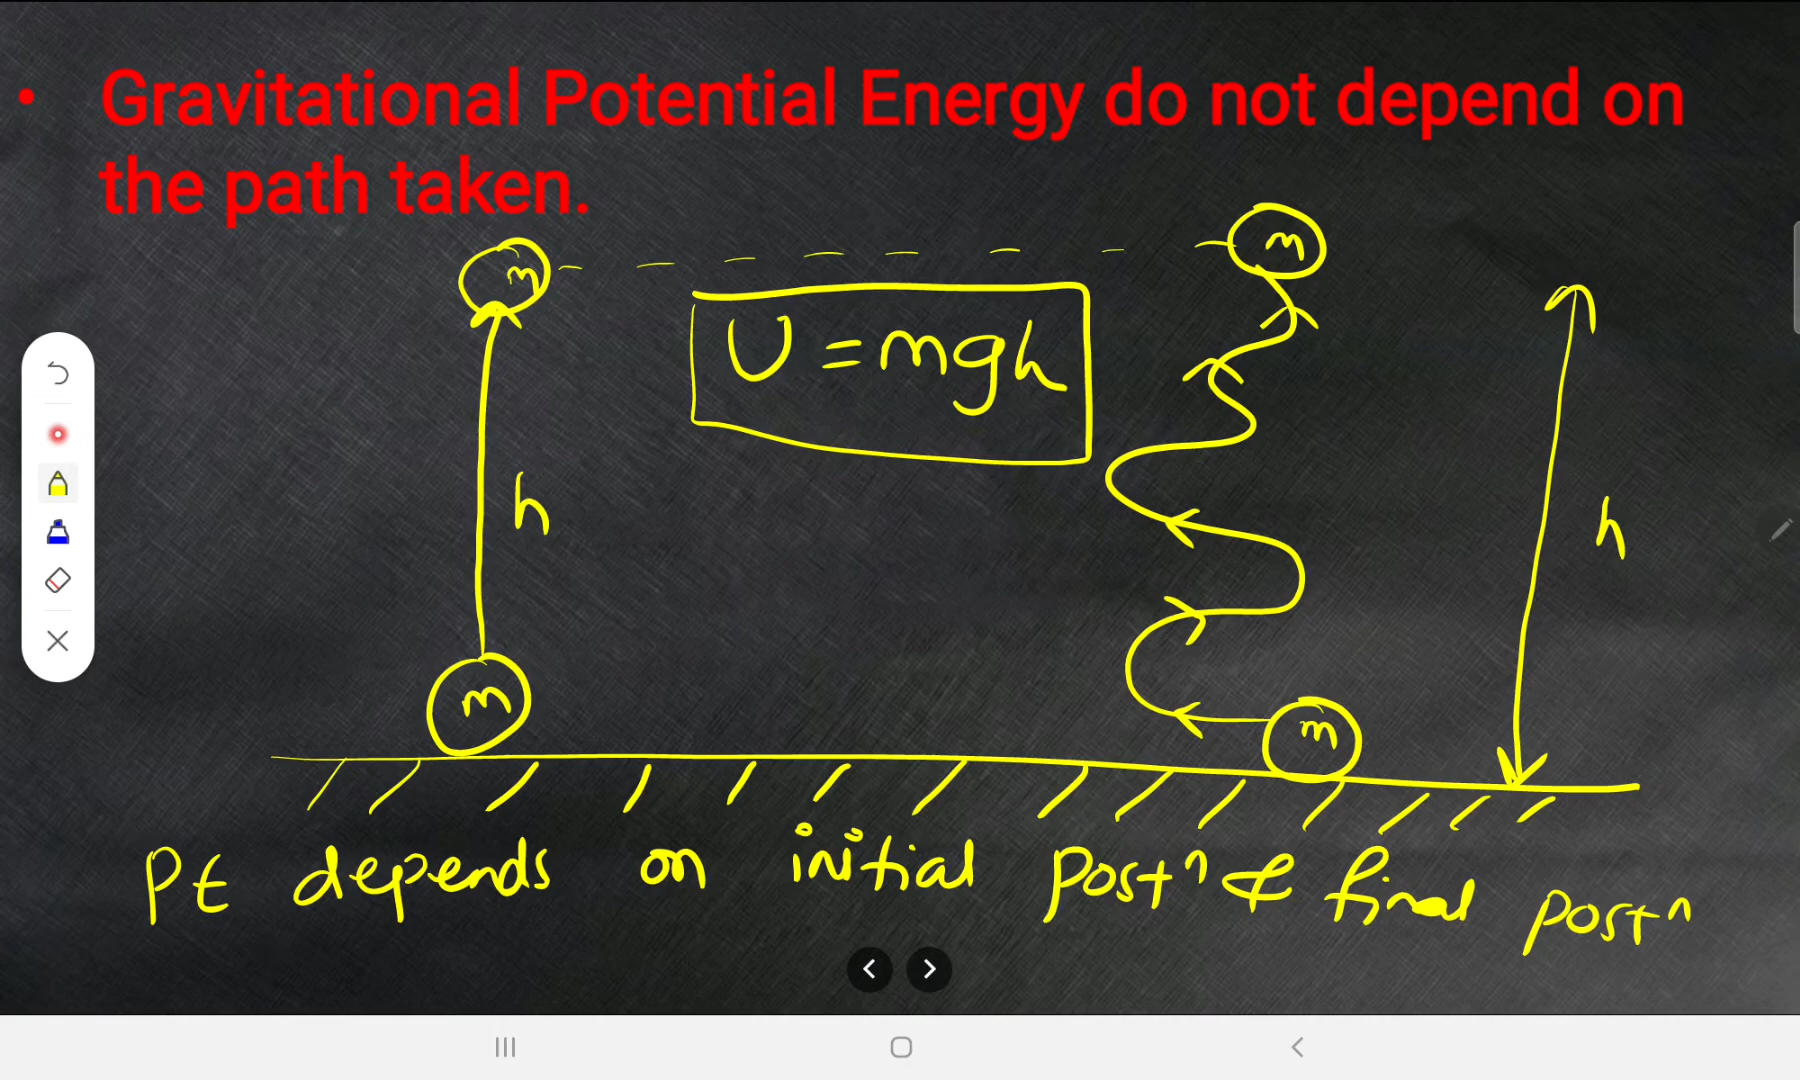 • Gravitational Potential Energy do not depend on
the path taken.
m
m
U = mgh
h
h
m
m
PE depends on initial Postⁿ & final postⁿ